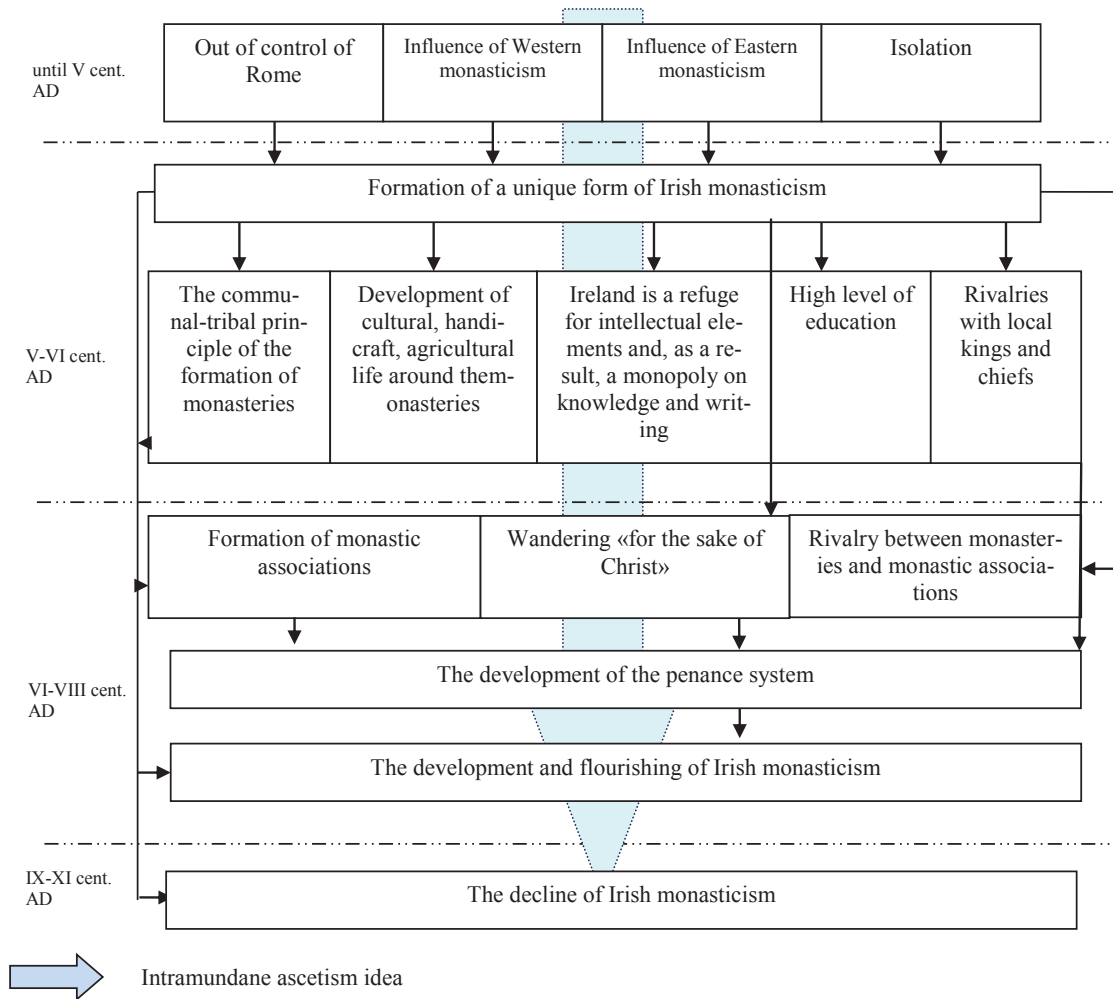 Out of control of
Rome
Influence of Western
monasticism
Influence of Eastern
monasticism
Isolation
until V cent.
AD
Formation of a unique form of Irish monasticism
The commu-
nal-tribal prin-
ciple of the
formation of
monasteries
Development of
cultural, handi-
craft, agricultural
life around them-
onasteries
Ireland is a refuge
for intellectual ele-
ments and, as a re-
sult, a monopoly on
knowledge and writ-
ing
High level of
education
Rivalries
with local
kings and
chiefs
V-VI cent.
AD
Formation of monastic
associations
Wandering «for the sake of
Christ»
Rivalry between monaster-
ies and monastic associa-
tions
The development of the penance system
VI-VIII cent.
AD
The development and flourishing of Irish monasticism
IX-XI cent.
AD
The decline of Irish monasticism
Intramundane ascetism idea